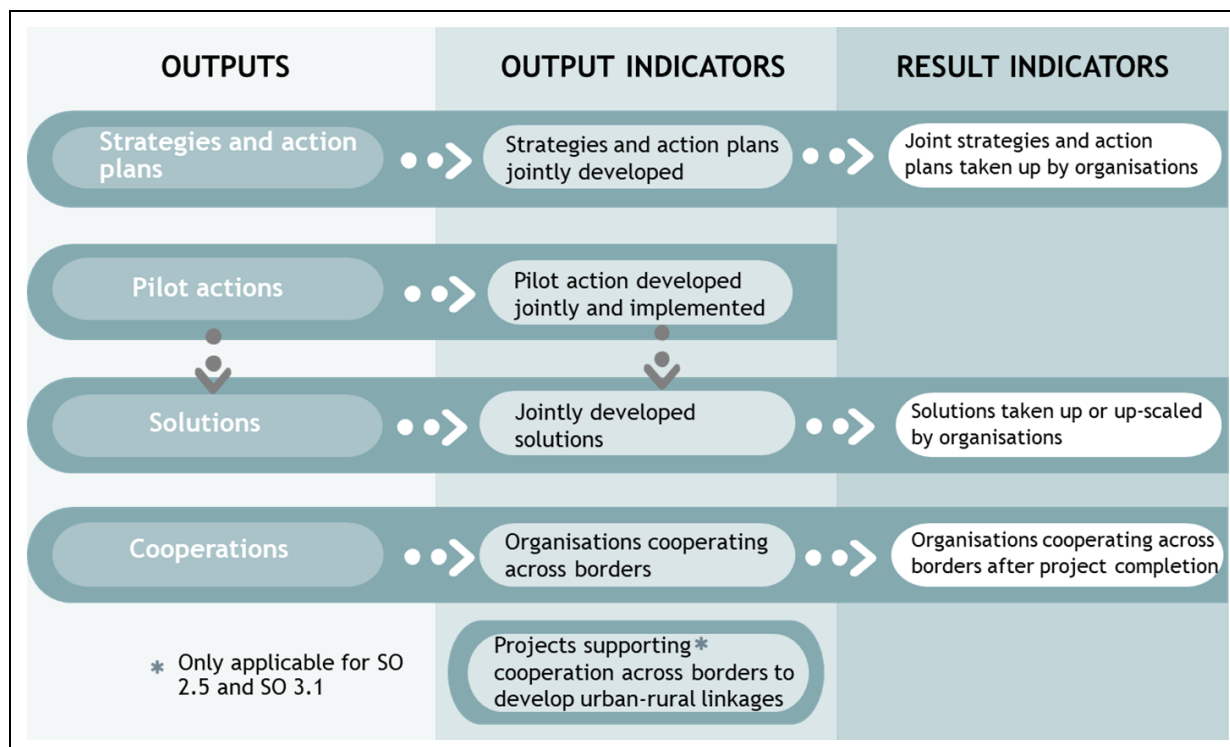 OUTPUTS
OUTPUT INDICATORS
RESULT INDICATORS
Strategies and action
plans
Strategies and action plans
jointly developed
Joint strategies and action
plans taken up by organisations
Pilot actions
Pilot action developed
jointly and implemented
Solutions
Jointly developed
solutions
Solutions taken up or up-scaled
by organisations
Cooperations
Organisations cooperating
across borders
Organisations cooperating across
borders after project completion
* Only applicable for SO
2.5 and SO 3.1
Projects supporting *
cooperation across borders to
develop urban-rural linkages